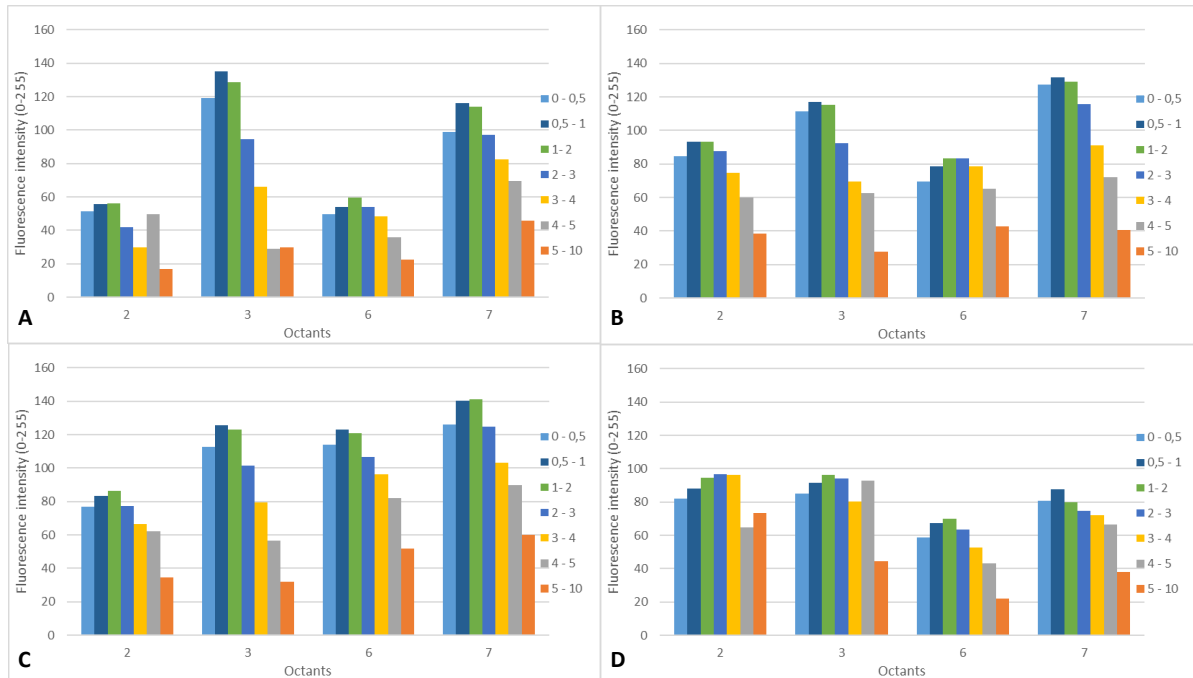 160
140
120
100
80
60
40
20
0
Fluorescence intensity (0-255)
2 3 6 7
Octants
0 - 0,5
0,5 - 1
1- 2
2 - 3
3 - 4
4 - 5
5 - 10
A
160
140
120
100
80
60
40
20
0
Fluorescence intensity (0-255)
2 3 6 7
Octants
0 - 0,5
0,5 - 1
1- 2
2 - 3
3 - 4
4 - 5
5 - 10
B
160
140
120
100
80
60
40
20
0
Fluorescence intensity (0-255)
2 3 6 7
Octants
0 - 0,5
0,5 - 1
1- 2
2 - 3
3 - 4
4 - 5
5 - 10
C
160
140
120
100
80
60
40
20
0
Fluorescence intensity (0-255)
2 3 6 7
Octants
0 - 0,5
0,5 - 1
1- 2
2 - 3
3 - 4
4 - 5
5 - 10
D